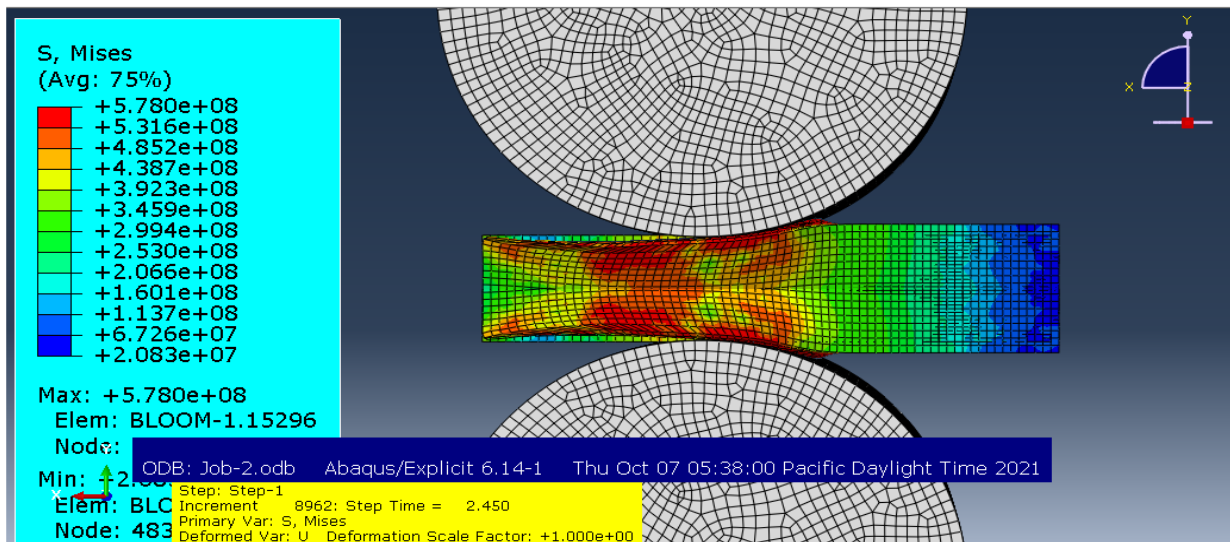 S, Mises
(Avg: 75%)
+5.780e+08
+5.316e+08
+4.852e+08
+4.387e+08
+3.923e+08
+3.459e+08
+2.994e+08
+2.530e+08
+2.066e+08
+1.601e+08
+1.137e+08
+6.726e+07
+2.083e+07
Max: +5.780e+08
Elem: BLOOM-1.15296
Node:
Min:
Elem: BLO
Node: 483
ODB: Job-2.odb Abaqus/Explicit 6.14-1 Thu Oct 07 05:38:00 Pacific Daylight Time 2021
Step: Step-1
Increment 8962: Step Time = 2.450
Primary Var: S, Mises
Deformed Var: U Deformation Scale Factor: +1.000e+00
Y
X
Z
Y
X